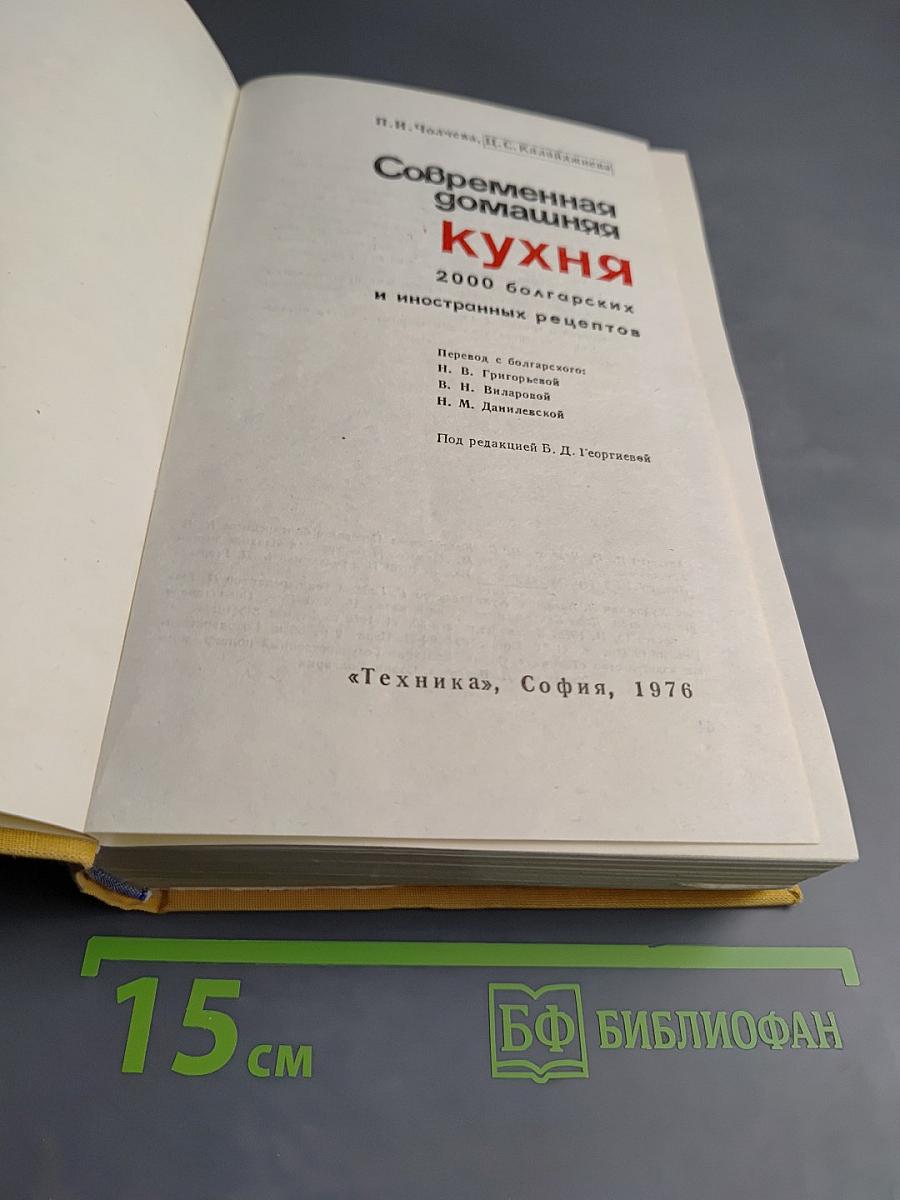 П. Н. Чолчева, Ц. С. Калайджиева
Современная
домашняя
кухня
2000 болгарских
и иностранных рецептов
Перевод с болгарского:
Н. В. Григорьевой
В. Н. Виларовой
Н. М. Данилевской
Под редакцией Б. Д. Георгиевой
«Техника», София, 1976
15 см
БФ БИБЛИОФАН